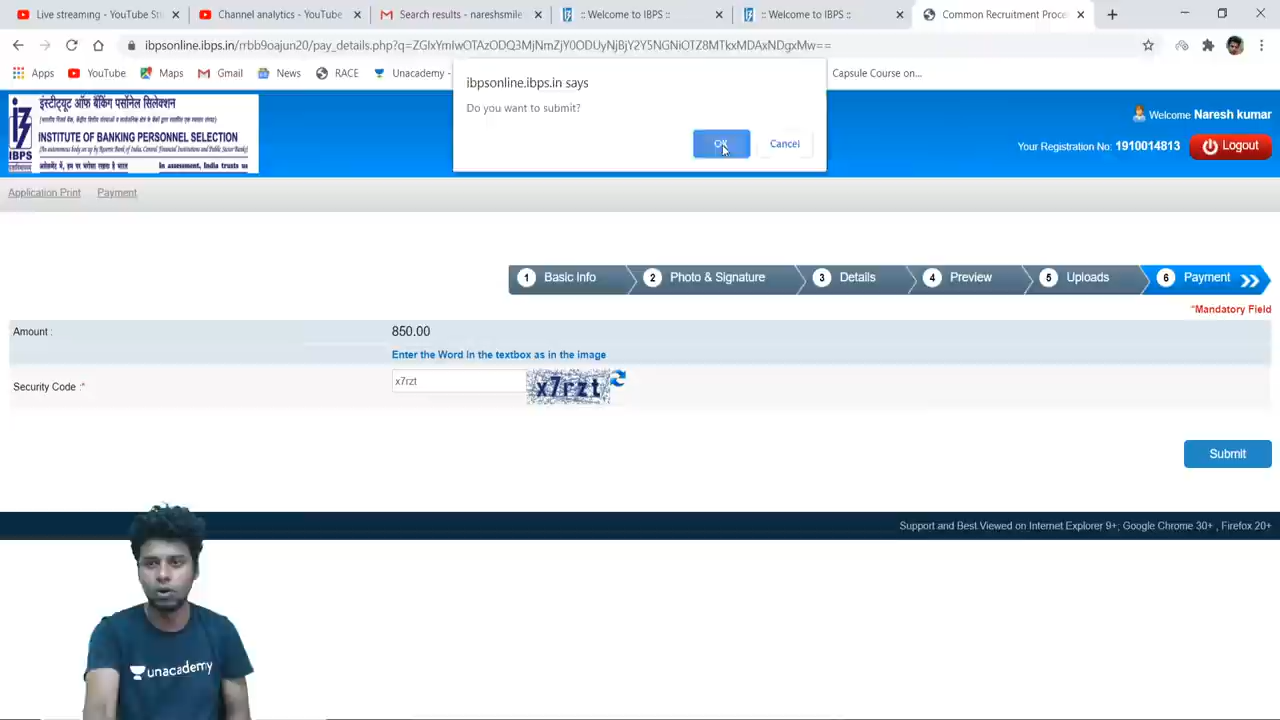 Live streaming - YouTube St
Channel analytics - YouTube
Search results - nareshsmile
:: Welcome to IBPS ::
:: Welcome to IBPS ::
Common Recruitment Proce
ibpsonline.ibps.in/rrbb9oajun20/pay_details.php?q=
Apps
YouTube
Maps
Gmail
News
RACE
Unacademy -
Capsule Course on...
ibpsonline.ibps.in says
Do you want to submit?
OK
Cancel
इंस्टीट्यूट ऑफ बैंकिंग पर्सोनेल सिलेक्शन
INSTITUTE OF BANKING PERSONNEL SELECTION
IBPS
In assessment, India trusts us
Welcome Naresh kumar
Your Registration No: 1910014813
Logout
Application Print
Payment
1 Basic Info
2 Photo & Signature
3 Details
4 Preview
5 Uploads
6 Payment
*Mandatory Field
Amount :
850.00
Enter the Word In the textbox as in the image
Security Code :*
x7rzt
x7rzt
Submit
Support and Best Viewed on Internet Explorer 9+; Google Chrome 30+ , Firefox 20+
unacademy